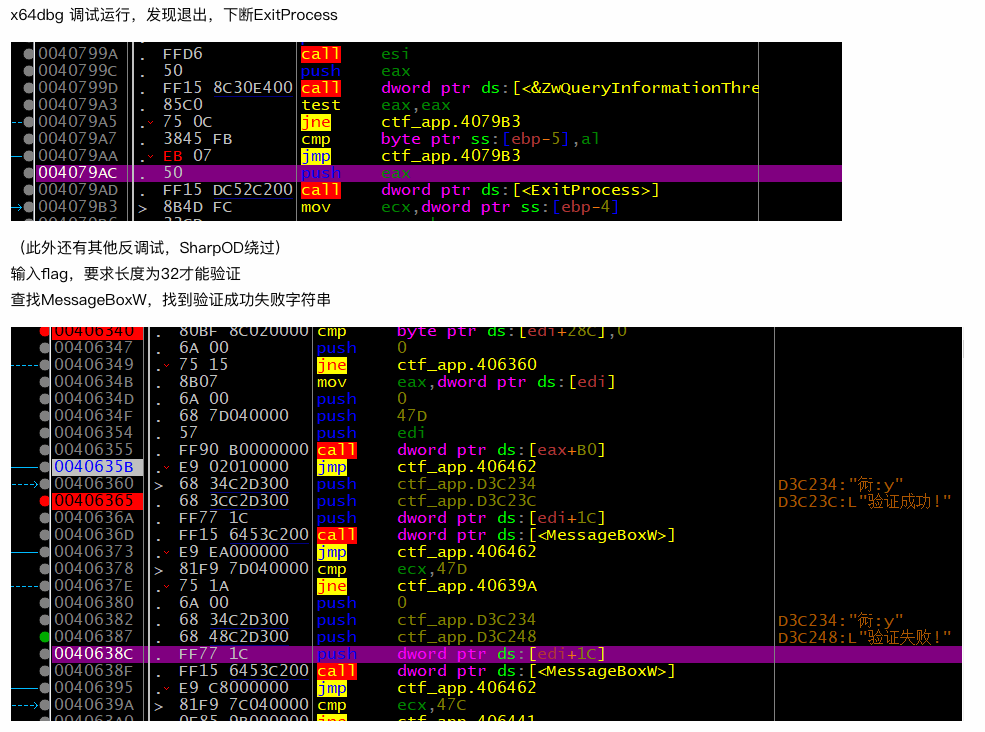 x64dbg 调试运行，发现退出，下断ExitProcess
0040799A . FFD6 call esi
0040799C . 50 push eax
0040799D . FF15 8C30E400 call dword ptr ds:[<&ZwQueryInformationThre
004079A3 . 85C0 test eax,eax
004079A5 . 75 0C jne ctf_app.4079B3
004079A7 . 3845 FB cmp byte ptr ss:[ebp-5],al
004079AA . EB 07 jmp ctf_app.4079B3
004079AC . 50 push eax
004079AD . FF15 DC52C200 call dword ptr ds:[<ExitProcess>]
004079B3 > 8B4D FC mov ecx,dword ptr ss:[ebp-4]
（此外还有其他反调试，SharpOD绕过）
输入flag，要求长度为32才能验证
查找MessageBoxW，找到验证成功失败字符串
00406340 . 80BF 8C020000 cmp byte ptr ds:[edi+28C],0
00406347 . 6A 00 push 0
00406349 . 75 15 jne ctf_app.406360
0040634B . 8B07 mov eax,dword ptr ds:[edi]
0040634D . 6A 00 push 0
0040634F . 68 7D040000 push 47D
00406354 . 57 push edi
00406355 . FF90 B0000000 call dword ptr ds:[eax+B0]
0040635B . E9 02010000 jmp ctf_app.406462
00406360 > 68 34C2D300 push ctf_app.D3C234 D3C234:"衏:y"
00406365 . 68 3CC2D300 push ctf_app.D3C23C D3C23C:L"验证成功!"
0040636A . FF77 1C push dword ptr ds:[edi+1C]
0040636D . FF15 6453C200 call dword ptr ds:[<MessageBoxW>]
00406373 . E9 EA000000 jmp ctf_app.406462
00406378 > 81F9 7D040000 cmp ecx,47D
0040637E . 75 1A jne ctf_app.40639A
00406380 . 6A 00 push 0
00406382 . 68 34C2D300 push ctf_app.D3C234 D3C234:"衏:y"
00406387 . 68 48C2D300 push ctf_app.D3C248 D3C248:L"验证失败!"
0040638C . FF77 1C push dword ptr ds:[edi+1C]
0040638F . FF15 6453C200 call dword ptr ds:[<MessageBoxW>]
00406395 . E9 C8000000 jmp ctf_app.406462
0040639A > 81F9 7C040000 cmp ecx,47C
004063A0 . 0F85 9B000000 jne ctf_app.406441